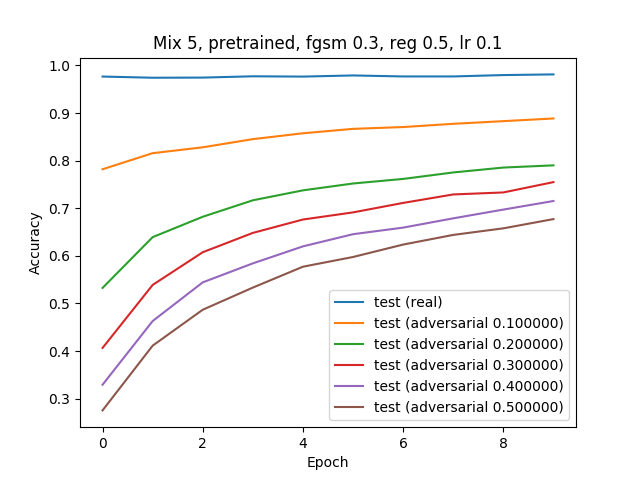 Mix 5, pretrained, fgsm 0.3, reg 0.5, lr 0.1
1.0
0.9
0.8
0.7
0.6
0.5
0.4
0.3
Accuracy
test (real)
test (adversarial 0.100000)
test (adversarial 0.200000)
test (adversarial 0.300000)
test (adversarial 0.400000)
test (adversarial 0.500000)
0 2 4 6 8
Epoch